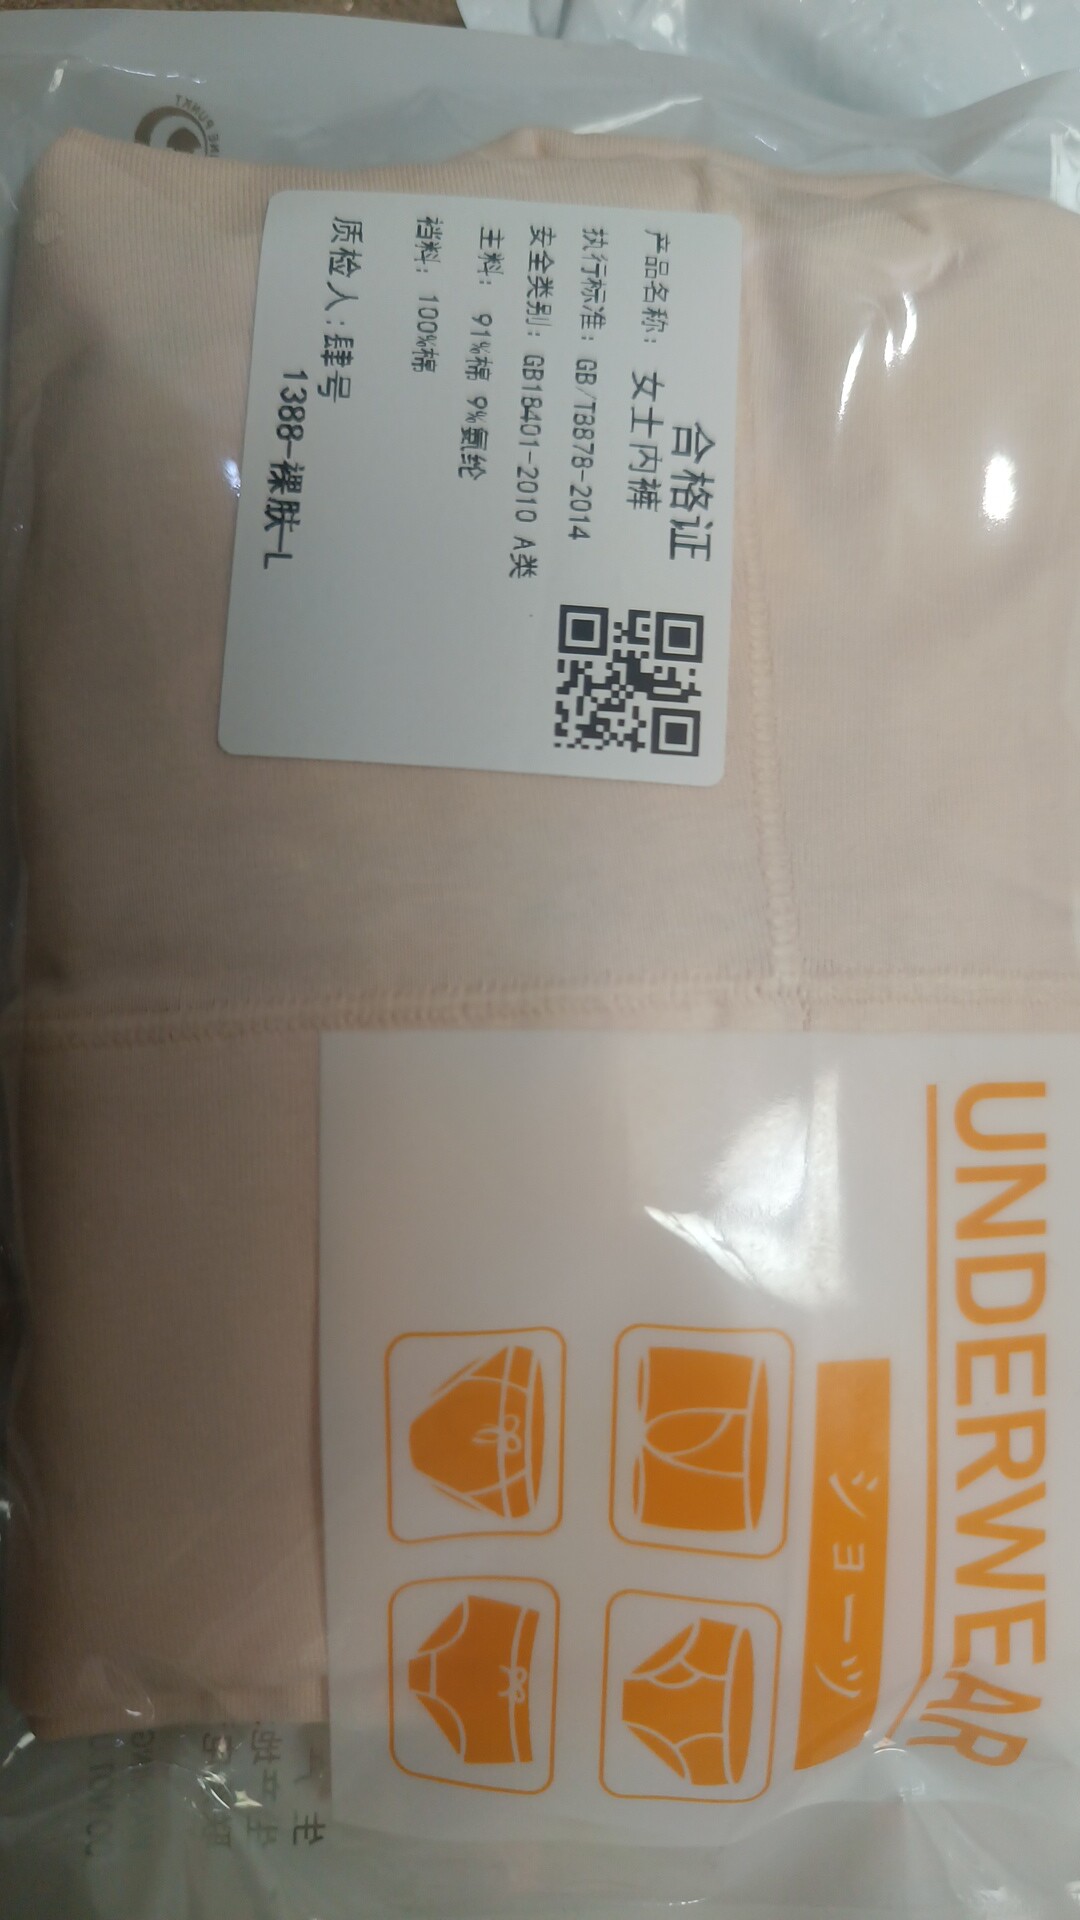 合格证
产品名称： 女士内裤
执行标准： GB/T8878-2014
安全类别： GB18401-2010 A类
主料： 91%棉 9%氨纶
裆料： 100%棉
质检人：肆号
1388-裸肤-L
UNDERWEAR
ショーツ